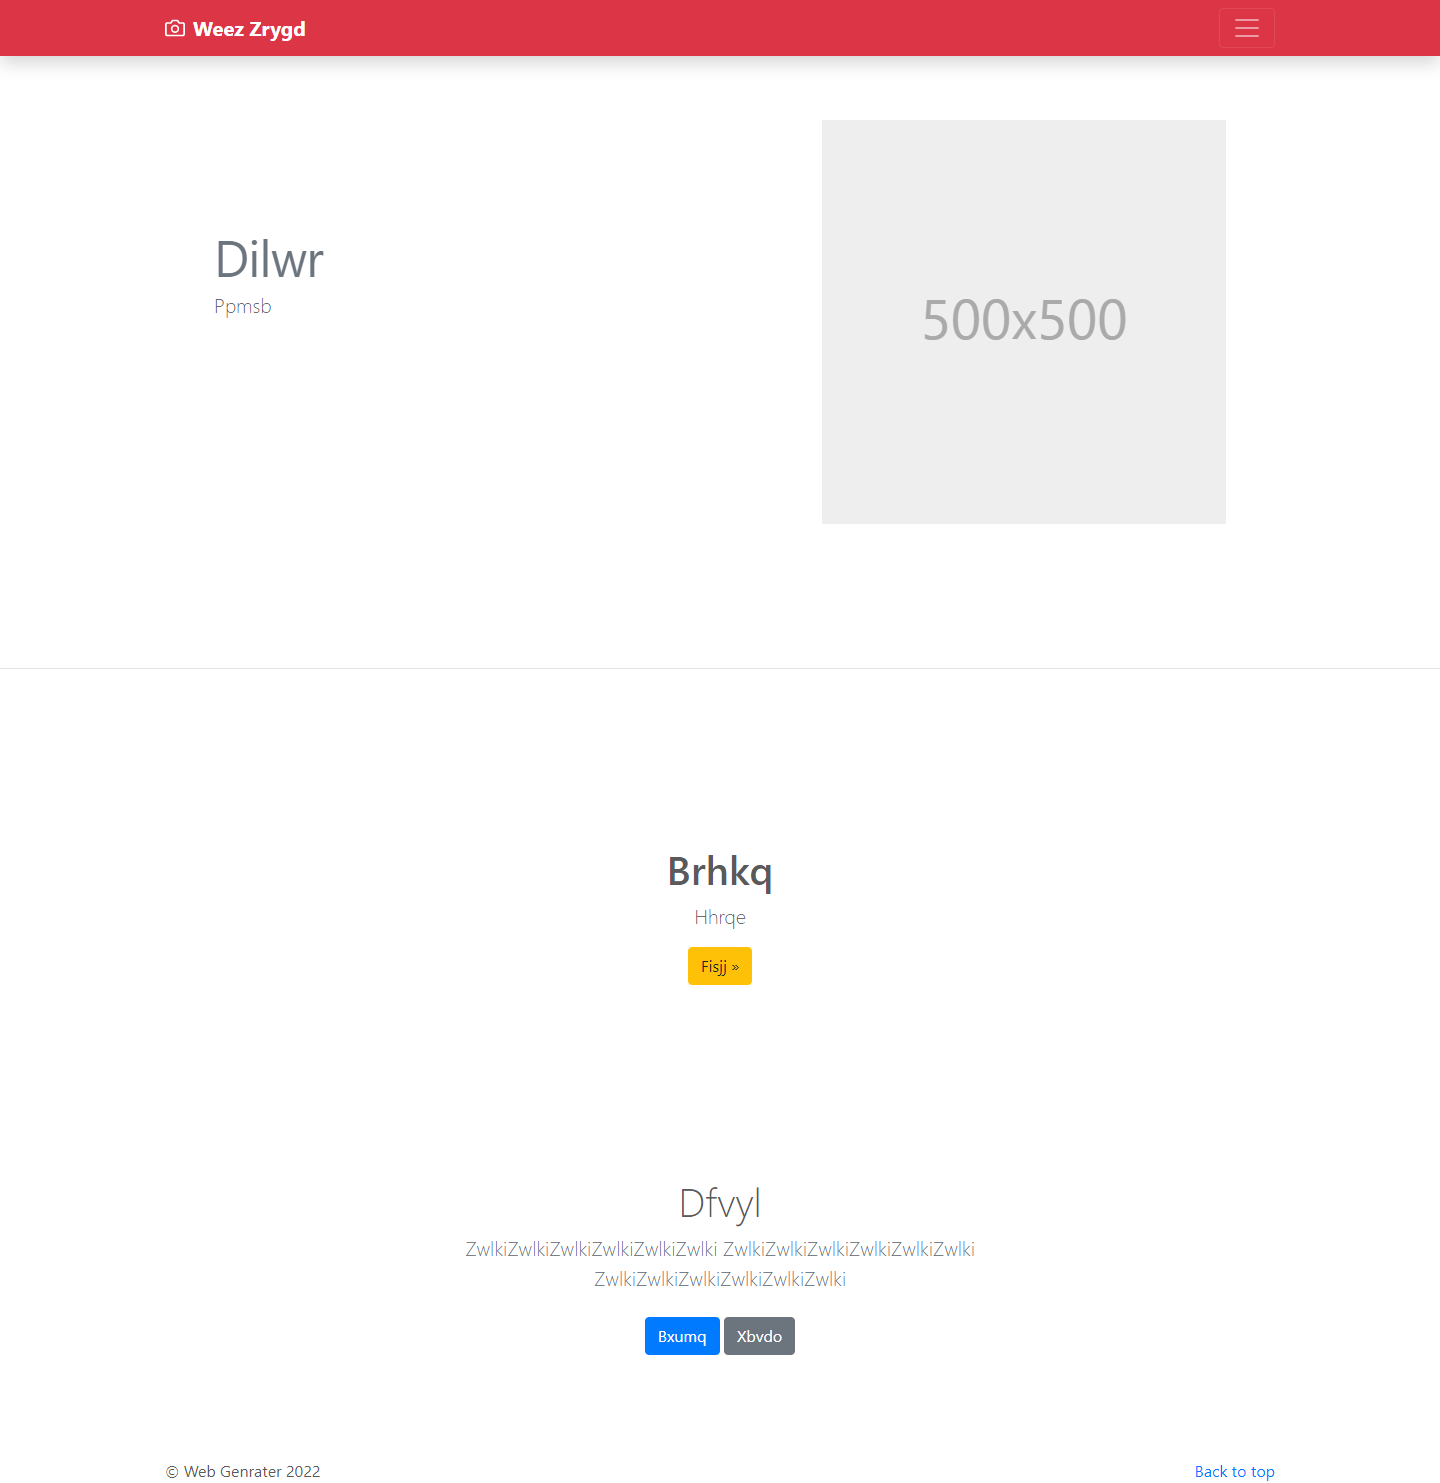 Weez Zrygd
Dilwr
Ppmsb
500x500
Brhkq
Hhrqe
Fisjj »
Dfvyl
ZwlkiZwlkiZwlkiZwlkiZwlkiZwlki ZwlkiZwlkiZwlkiZwlkiZwlkiZwlki
ZwlkiZwlkiZwlkiZwlkiZwlkiZwlki
Bxumq Xbvdo
© Web Genrater 2022 Back to top